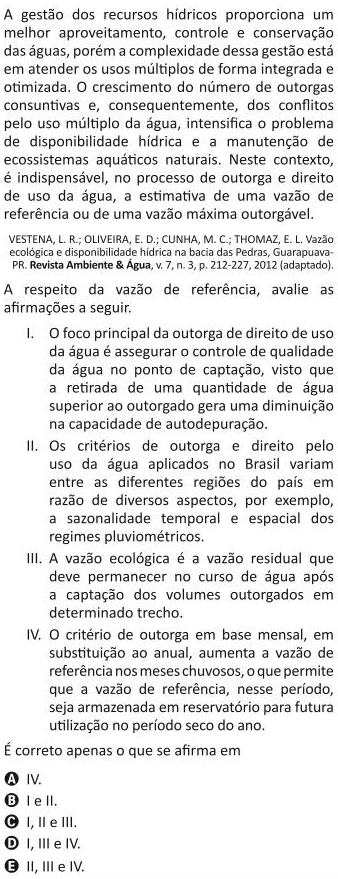 A gestão dos recursos hídricos proporciona um
melhor aproveitamento, controle e conservação
das águas, porém a complexidade dessa gestão está
em atender os usos múltiplos de forma integrada e
otimizada. O crescimento do número de outorgas
consuntivas e, consequentemente, dos conflitos
pelo uso múltiplo da água, intensifica o problema
de disponibilidade hídrica e a manutenção de
ecossistemas aquáticos naturais. Neste contexto,
é indispensável, no processo de outorga e direito
de uso da água, a estimativa de uma vazão de
referência ou de uma vazão máxima outorgável.
VESTENA, L. R.; OLIVEIRA, E. D.; CUNHA, M. C.; THOMAZ, E. L. Vazão
ecológica e disponibilidade hídrica na bacia das Pedras, Guarapuava-
PR. Revista Ambiente & Água, v. 7, n. 3, p. 212-227, 2012 (adaptado).
A respeito da vazão de referência, avalie as
afirmações a seguir.
I. O foco principal da outorga de direito de uso
da água é assegurar o controle de qualidade
da água no ponto de captação, visto que
a retirada de uma quantidade de água
superior ao outorgado gera uma diminuição
na capacidade de autodepuração.
II. Os critérios de outorga e direito pelo
uso da água aplicados no Brasil variam
entre as diferentes regiões do país em
razão de diversos aspectos, por exemplo,
a sazonalidade temporal e espacial dos
regimes pluviométricos.
III. A vazão ecológica é a vazão residual que
deve permanecer no curso de água após
a captação dos volumes outorgados em
determinado trecho.
IV. O critério de outorga em base mensal, em
substituição ao anual, aumenta a vazão de
referência nos meses chuvosos, o que permite
que a vazão de referência, nesse período,
seja armazenada em reservatório para futura
utilização no período seco do ano.
É correto apenas o que se afirma em
A IV.
B I e II.
C I, II e III.
D I, III e IV.
E II, III e IV.